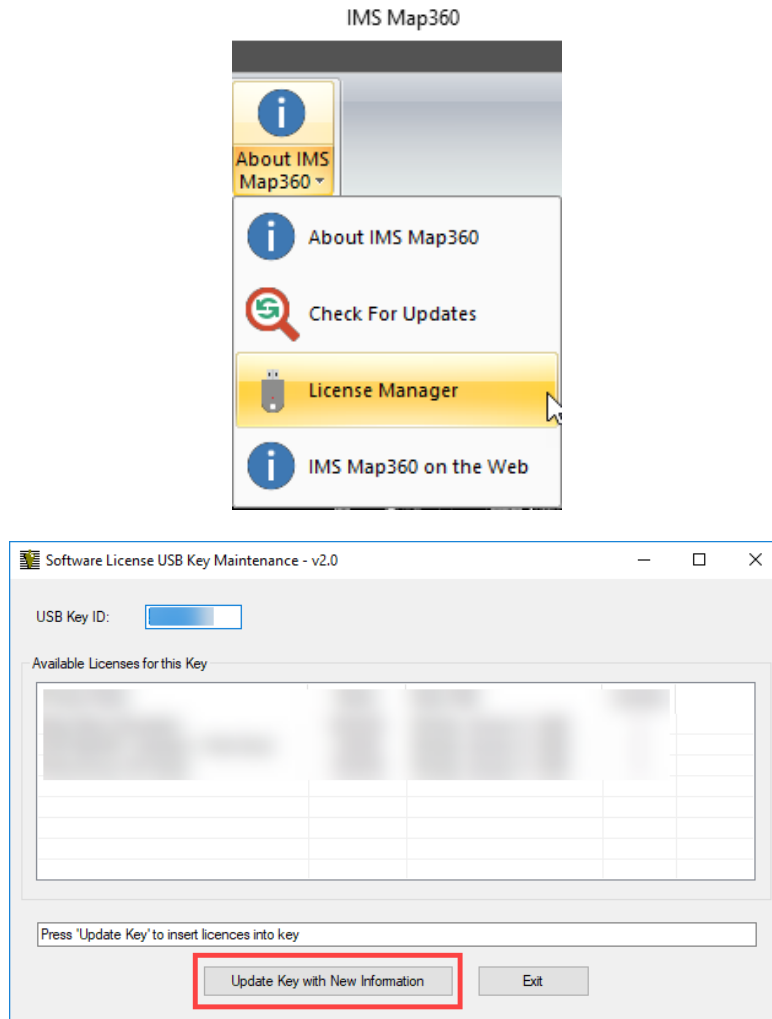 IMS Map360
About IMS
Map360
About IMS Map360
Check For Updates
License Manager
IMS Map360 on the Web
Software License USB Key Maintenance - v2.0
USB Key ID:
Available Licenses for this Key
Press 'Update Key' to insert licences into key
Update Key with New Information
Exit